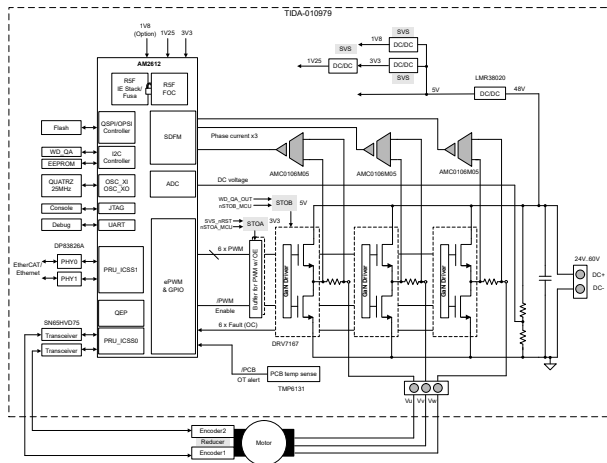 TIDA-010979
1V8
(Option)
1V25
3V3
AM2612
R5F
IE Stack/
Fusa
R5F
FOC
Flash
QSPI/OPSI
Controller
WD_QA
EEPROM
I2C
Controller
QUATRZ
25MHz
OSC_XI
OSC_XO
Console
JTAG
Debug
UART
DP83826A
EtherCAT/
Ethernet
PHY0
PHY1
PRU_ICSS1
QEP
SN65HVD75
Transceiver
Transceiver
PRU_ICSS0
SDFM
ADC
ePWM
& GPIO
Phase current x3
DC voltage
AMC0106M05
AMC0106M05
AMC0106M05
SVS
1V8
DC/DC
SVS
1V25
DC/DC
3V3
DC/DC
SVS
5V
LMR38020
DC/DC
48V
WD_QA_OUT
nSTOB_MCU
STOB
5V
SVS_nRST
nSTOA_MCU
STOA
3V3
6 x PWM
Buffer for PWM w/ OE
/PWM
Enable
6 x Fault (OC)
GaN Driver
GaN Driver
GaN Driver
DRV7167
/PCB
OT alert
PCB temp sense
TMP6131
24V..60V
DC+
DC-
Vu
Vv
Vw
Encoder2
Reducer
Encoder1
Motor